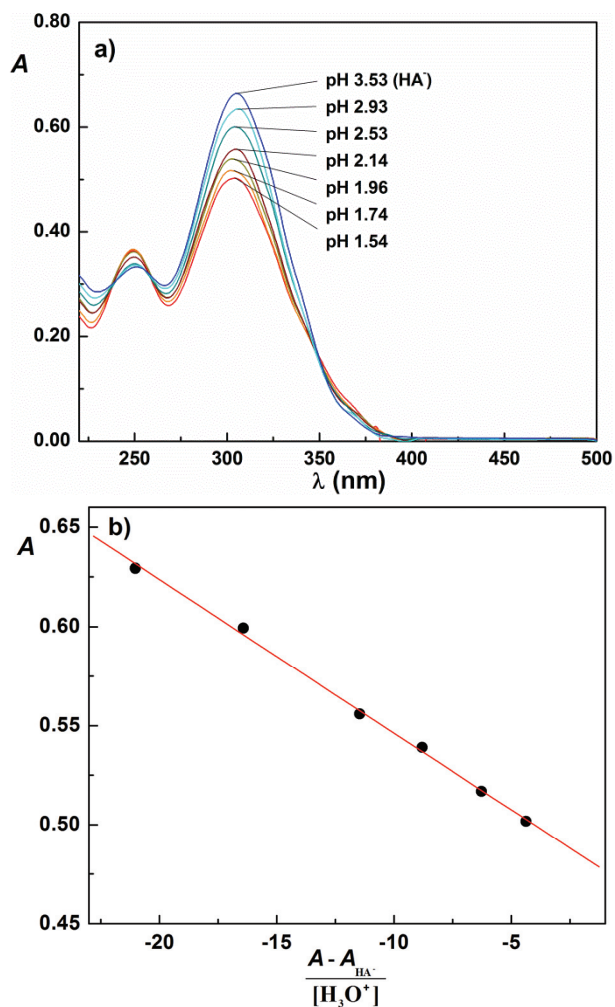 a)
A
0.80
0.60
0.40
0.20
0.00
pH 3.53 (HA⁻)
pH 2.93
pH 2.53
pH 2.14
pH 1.96
pH 1.74
pH 1.54
250 300 350 400 450 500
λ (nm)
b)
A
0.65
0.60
0.55
0.50
0.45
-20 -15 -10 -5
A - A_HA⁻
[H₃O⁺]